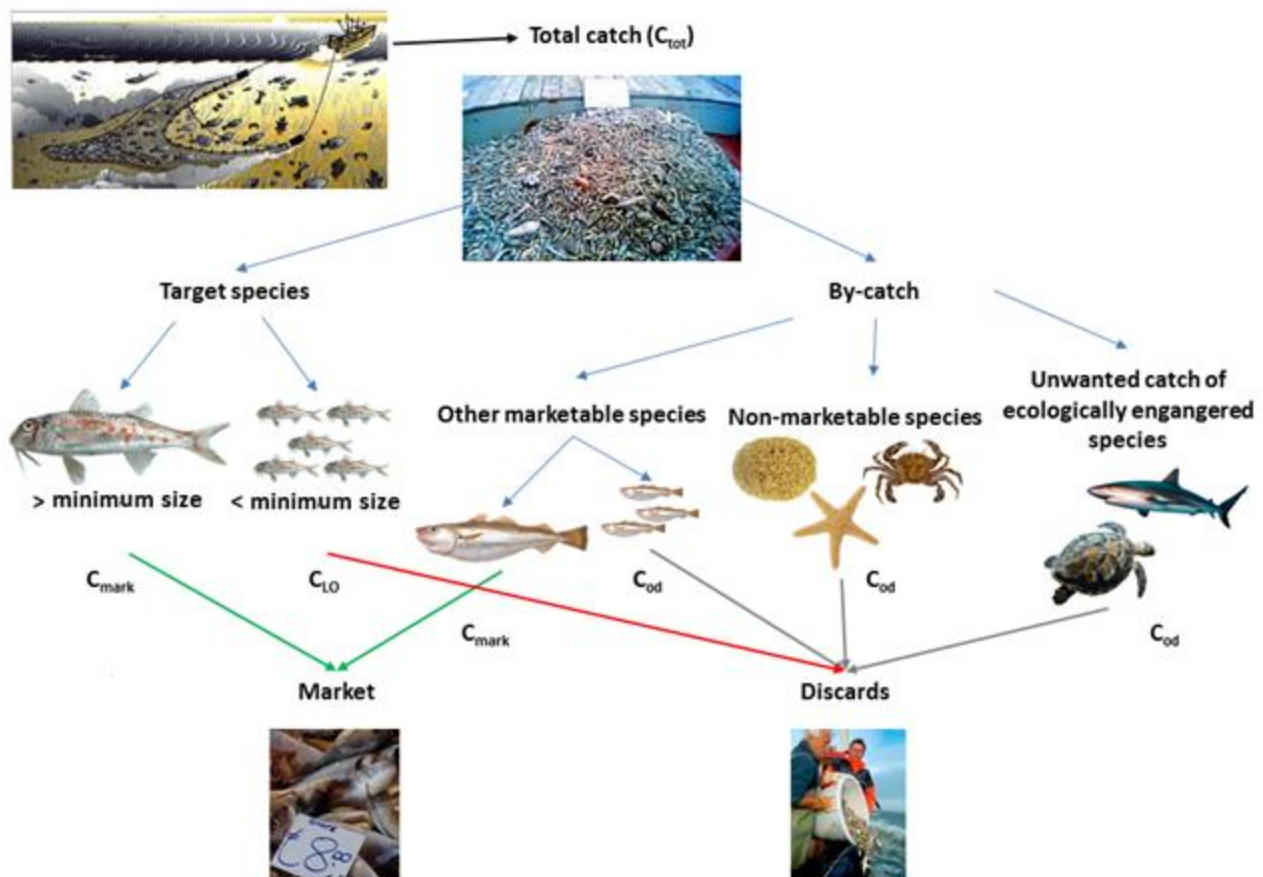 Total catch (Ctot)
Target species
By-catch
Other marketable species
Non-marketable species
Unwanted catch of
ecologically engangered
species
> minimum size
< minimum size
Cmark
CLO
Cod
Cod
Cmark
Cod
Market
Discards
€8.